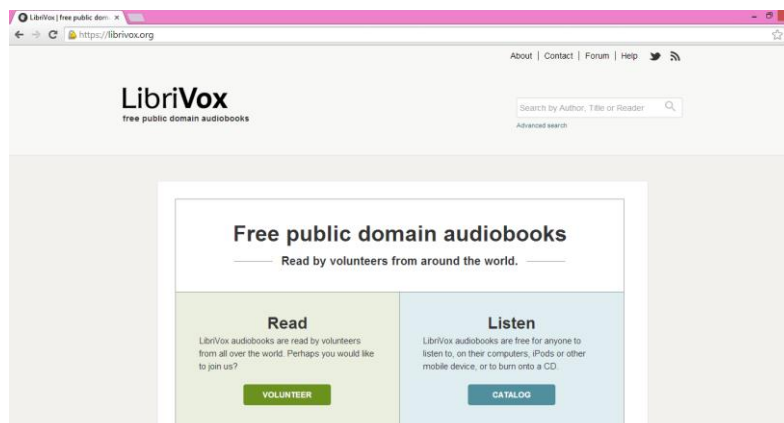 LibriVox | free public dom
https://librivox.org
About | Contact | Forum | Help
LibriVox
free public domain audiobooks
Search by Author, Title or Reader
Advanced search
Free public domain audiobooks
Read by volunteers from around the world.
Read
LibriVox audiobooks are read by volunteers
from all over the world. Perhaps you would like
to join us?
VOLUNTEER
Listen
LibriVox audiobooks are free for anyone to
listen to, on their computers, iPods or other
mobile device, or to burn onto a CD.
CATALOG